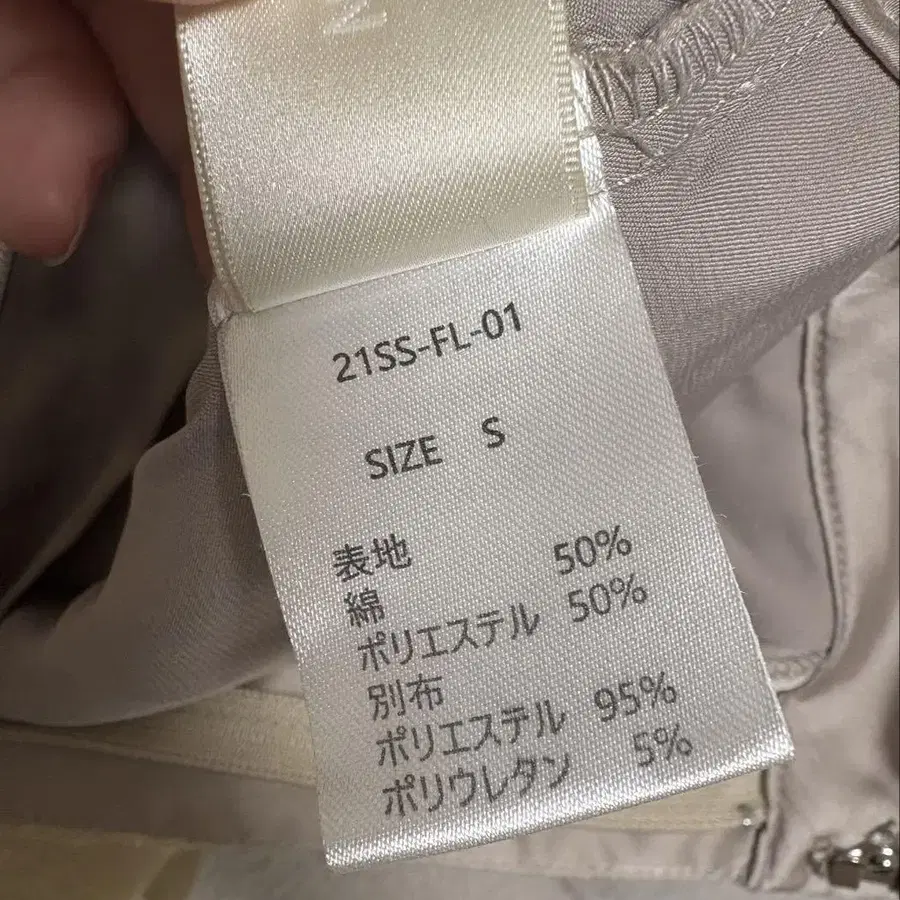 21SS-FL-01
SIZE S
表地
綿 50%
ポリエステル 50%
別布
ポリエステル 95%
ポリウレタン 5%